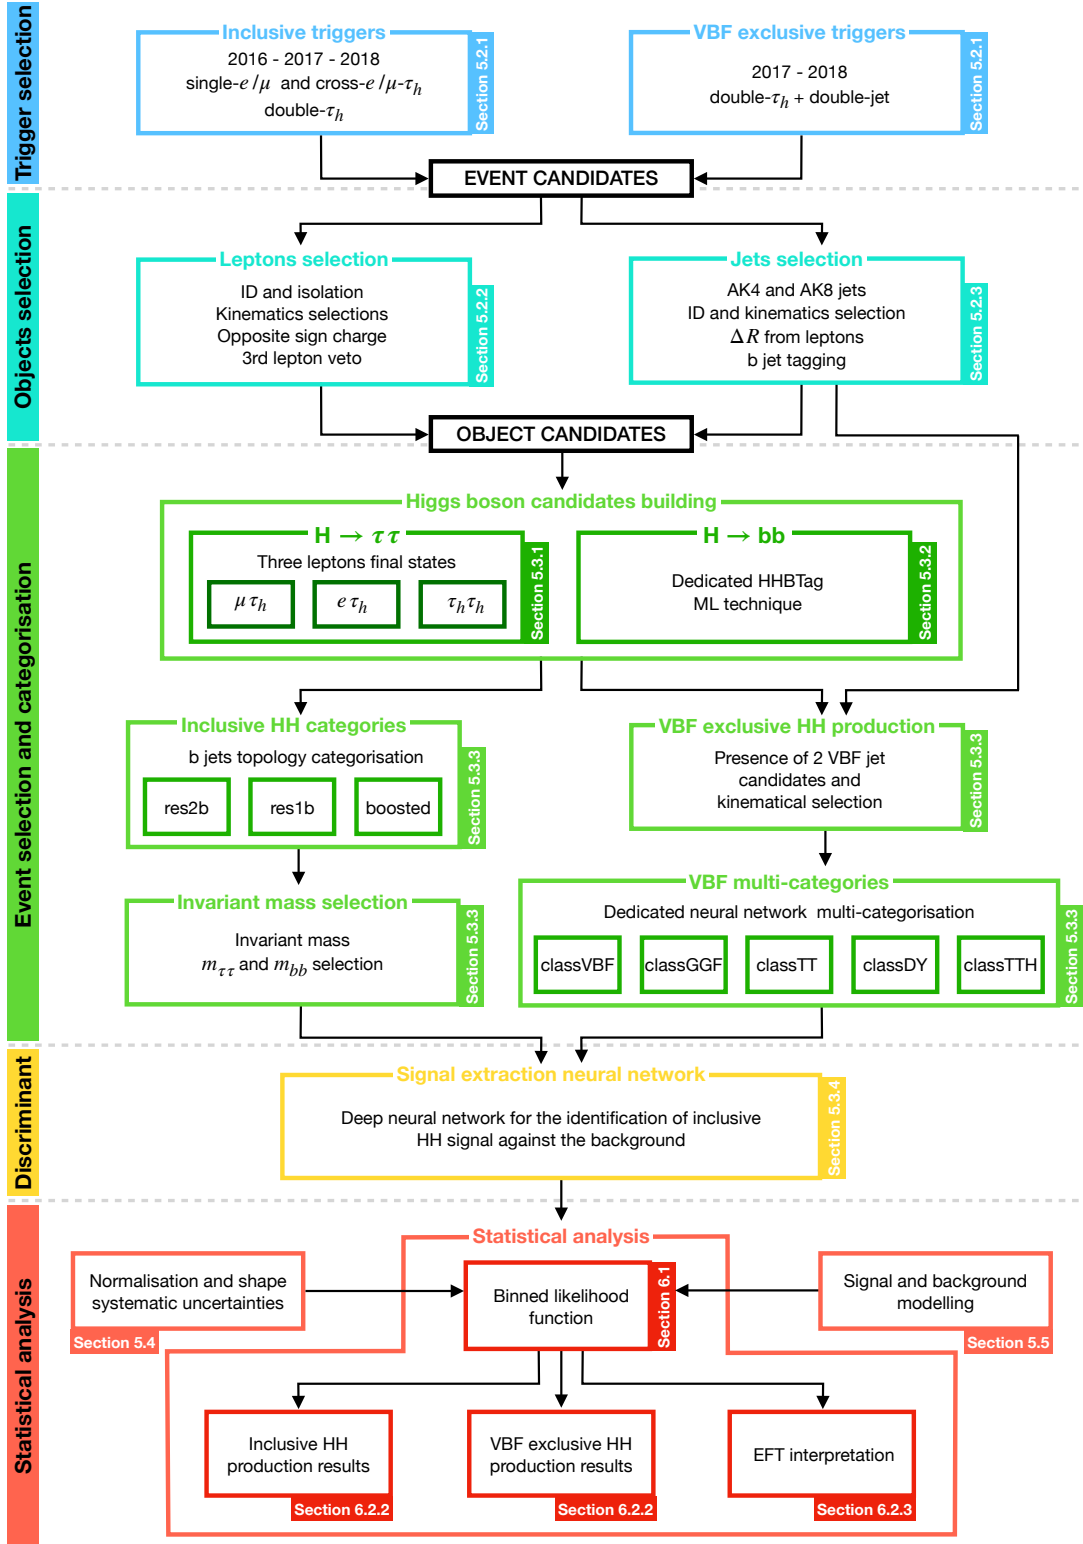 Trigger selection
Inclusive triggers
2016 - 2017 - 2018
single-e/μ and cross-e/μ-τh
double-τh
Section 5.2.1
VBF exclusive triggers
2017 - 2018
double-τh + double-jet
Section 5.2.1
EVENT CANDIDATES
Objects selection
Leptons selection
ID and isolation
Kinematics selections
Opposite sign charge
3rd lepton veto
Section 5.2.2
Jets selection
AK4 and AK8 jets
ID and kinematics selection
ΔR from leptons
b jet tagging
Section 5.2.3
OBJECT CANDIDATES
Event selection and categorisation
Higgs boson candidates building
H → ττ
Three leptons final states
μτh
eτh
τhτh
Section 5.3.1
H → bb
Dedicated HHBTag
ML technique
Section 5.3.2
Inclusive HH categories
b jets topology categorisation
res2b
res1b
boosted
Section 5.3.3
VBF exclusive HH production
Presence of 2 VBF jet
candidates and
kinematical selection
Section 5.3.3
Invariant mass selection
Invariant mass
mττ and mbb selection
Section 5.3.3
VBF multi-categories
Dedicated neural network multi-categorisation
classVBF
classGGF
classTT
classDY
classTTH
Section 5.3.3
Discriminant
Signal extraction neural network
Deep neural network for the identification of inclusive
HH signal against the background
Section 5.3.4
Statistical analysis
Statistical analysis
Normalisation and shape
systematic uncertainties
Section 5.4
Binned likelihood
function
Section 6.1
Signal and background
modelling
Section 5.5
Inclusive HH
production results
Section 6.2.2
VBF exclusive HH
production results
Section 6.2.2
EFT interpretation
Section 6.2.3